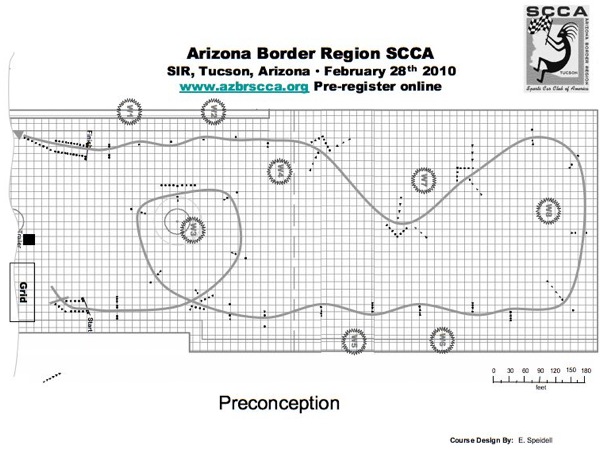 Arizona Border Region SCCA
SIR, Tucson, Arizona • February 28th 2010
www.azbrscca.org Pre-register online
SCCA
ARIZONA BORDER REGION
TUCSON
Sports Car Club of America
W1
W2
Finish
W4
W7
W8
W3
Trailer
Grid
Start
W5
W6
0 30 60 90 120 150 180
feet
Preconception
Course Design By: E. Speidell